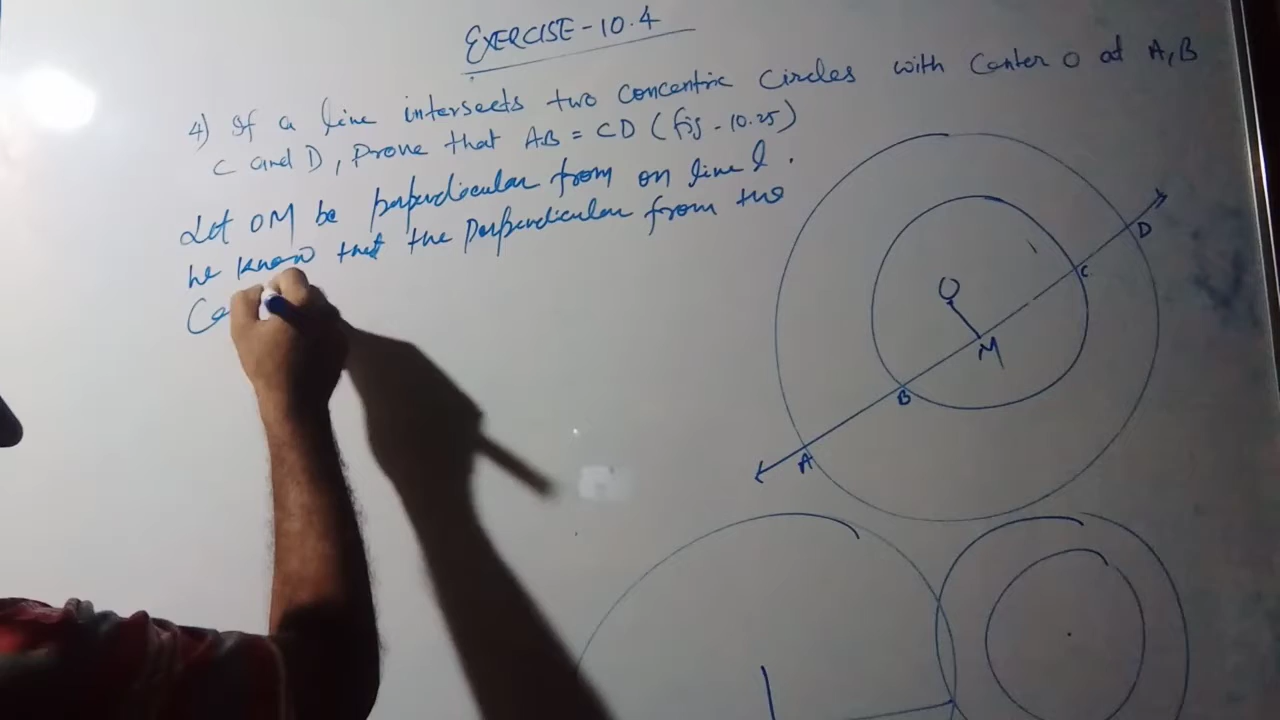 EXERCISE-10.4
4) If a line intersects two concentric circles with Center O at A, B
C and D, Prove that AB = CD (fig-10.25)
Let OM be perpendicular from on line l.
we know that the Perpendicular from the
Ce
O
M
A
B
C
D